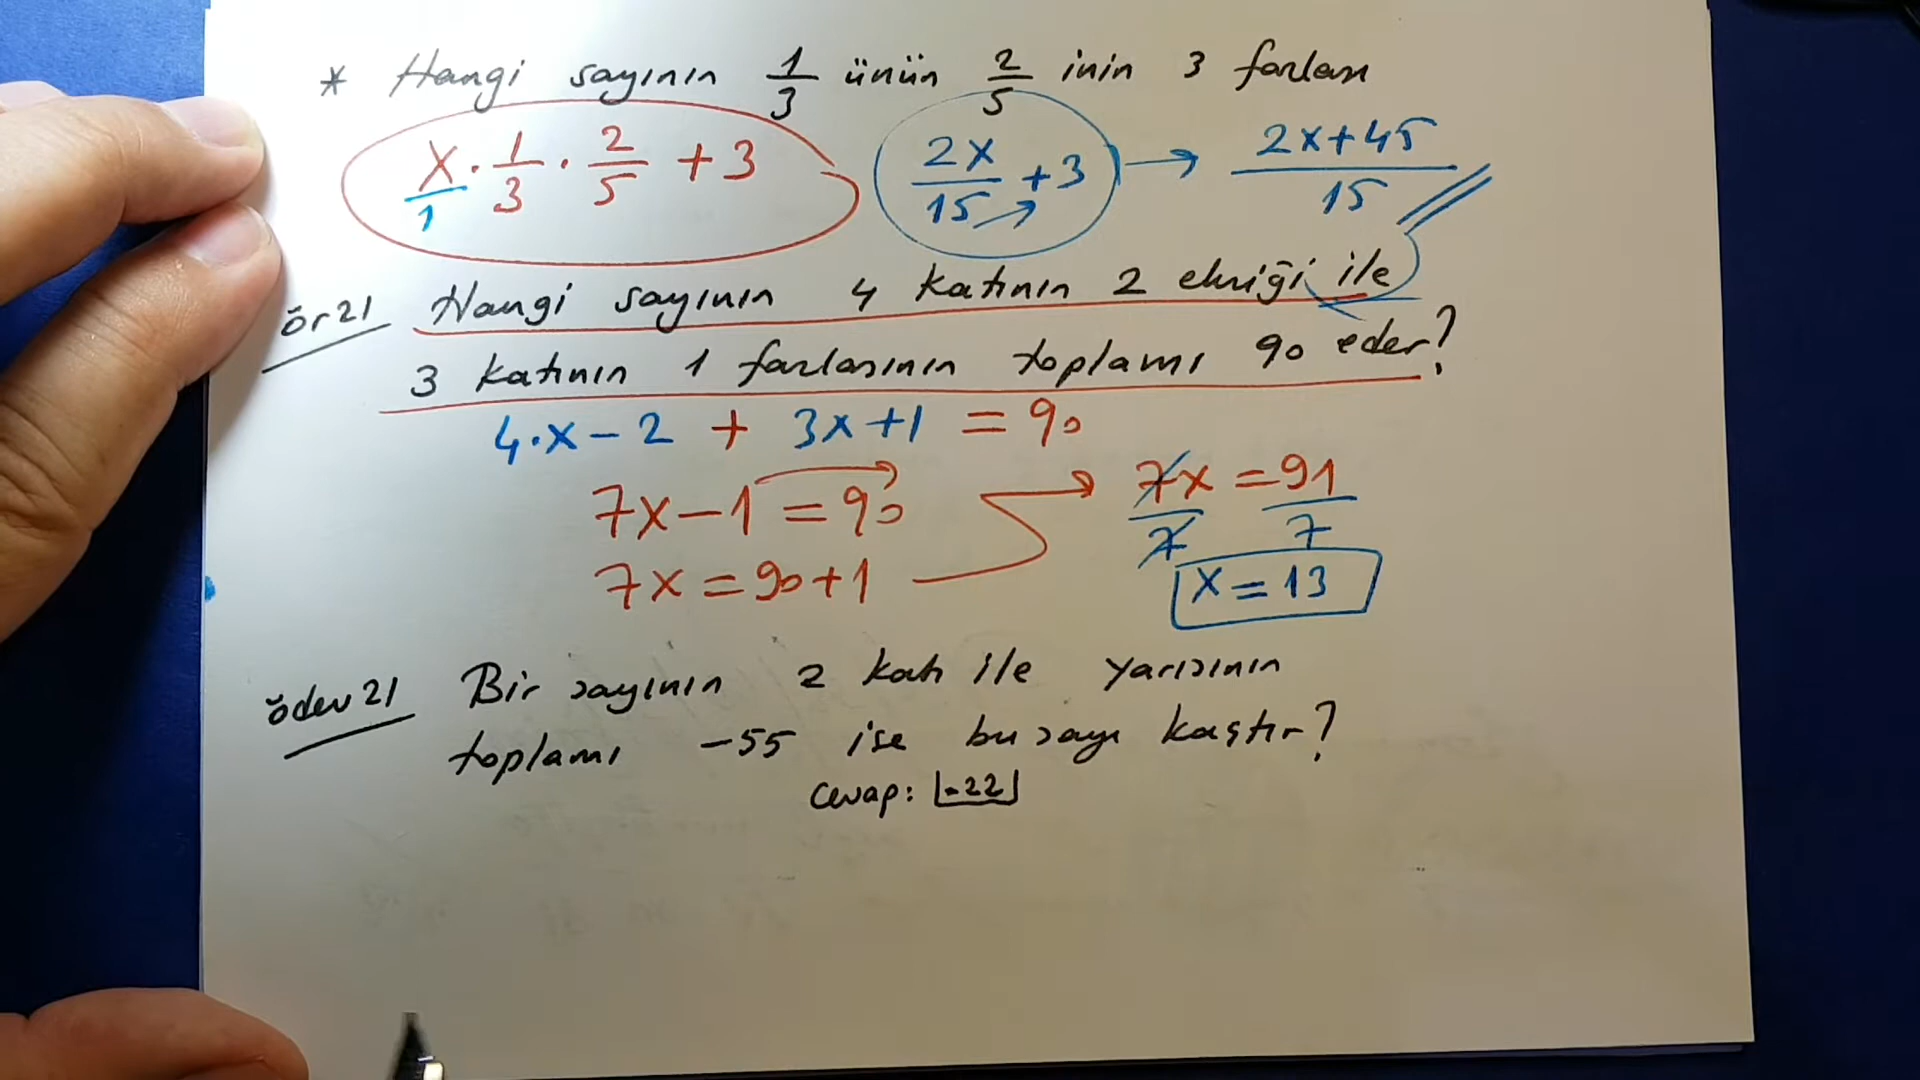 * Hangi sayının 1/3 ünün 2/5 inin 3 fazlası
x/1 · 1/3 · 2/5 + 3   2x/15 + 3 → 2x+45/15
ör21 Hangi sayının 4 katının 2 eksiği ile
3 katının 1 fazlasının toplamı 90 eder?
4·x − 2 + 3x + 1 = 90
7x − 1 = 90
7x = 90 + 1
7x/7 = 91/7
x = 13
ödev21 Bir sayının 2 katı ile yarısının
toplamı −55 ise bu sayı kaçtır?
Cevap: -22